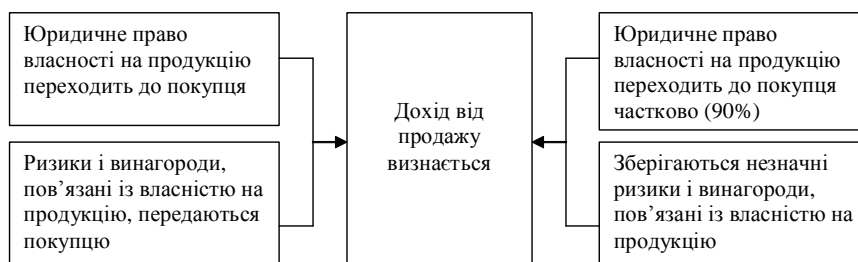 Юридичне право
власності на продукцію
переходить до покупця
Ризики і винагороди,
пов’язані із власністю на
продукцію, передаються
покупцю
Дохід від
продажу
визнається
Юридичне право
власності на продукцію
переходить до покупця
частково (90%)
Зберігаються незначні
ризики і винагороди,
пов’язані із власністю на
продукцію